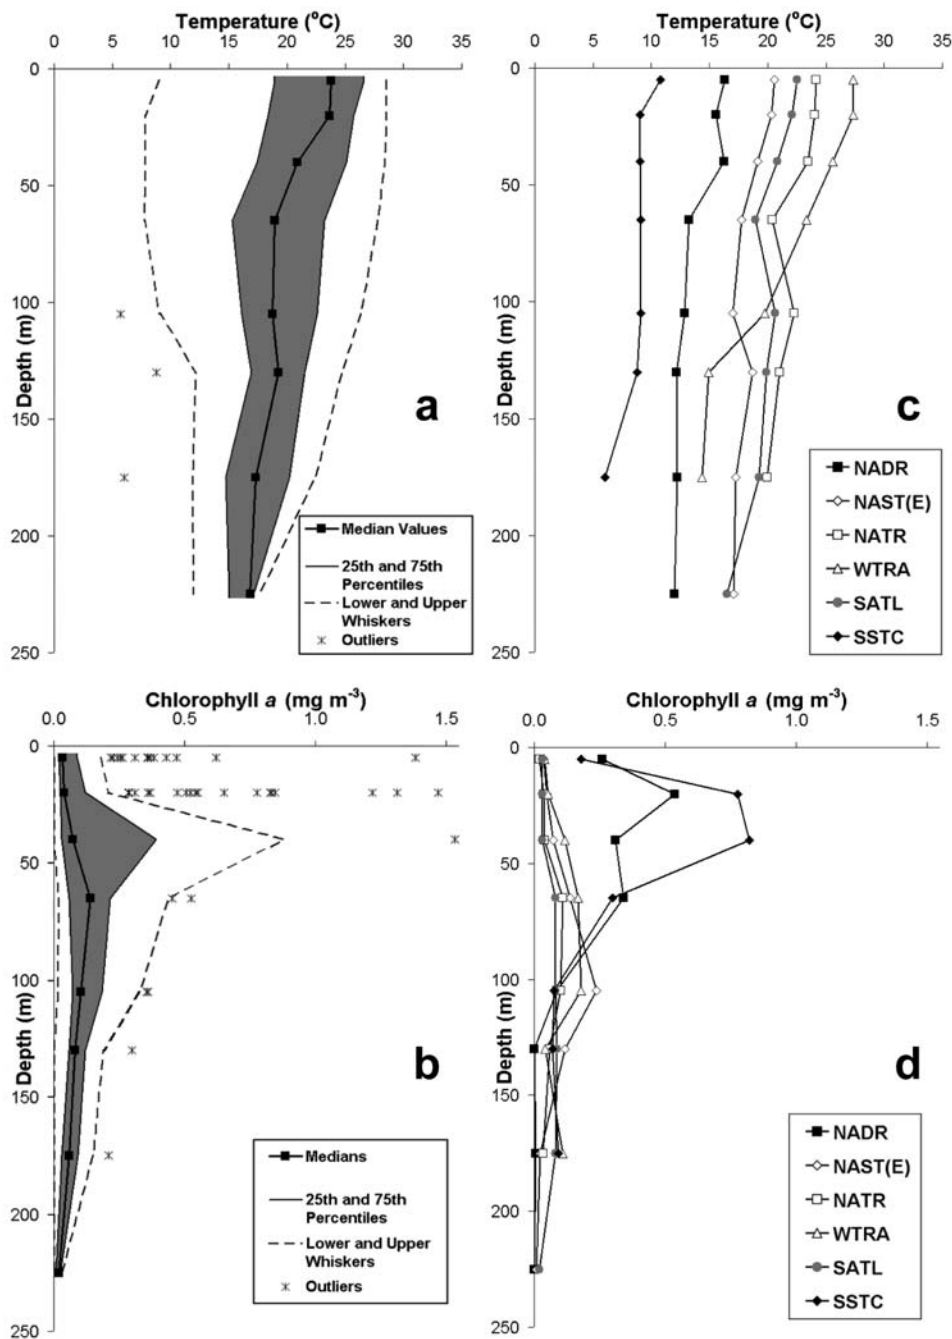 Temperature (°C)
0 5 10 15 20 25 30 35
0
50
100
150
200
250
Depth (m)
a
Median Values
25th and 75th
Percentiles
Lower and Upper
Whiskers
Outliers
Temperature (°C)
0 5 10 15 20 25 30 35
0
50
100
150
200
250
Depth (m)
c
NADR
NAST(E)
NATR
WTRA
SATL
SSTC
Chlorophyll a (mg m⁻³)
0.0 0.5 1.0 1.5
0
50
100
150
200
250
Depth (m)
b
Medians
25th and 75th
Percentiles
Lower and Upper
Whiskers
Outliers
Chlorophyll a (mg m⁻³)
0.0 0.5 1.0 1.5
0
50
100
150
200
250
Depth (m)
d
NADR
NAST(E)
NATR
WTRA
SATL
SSTC